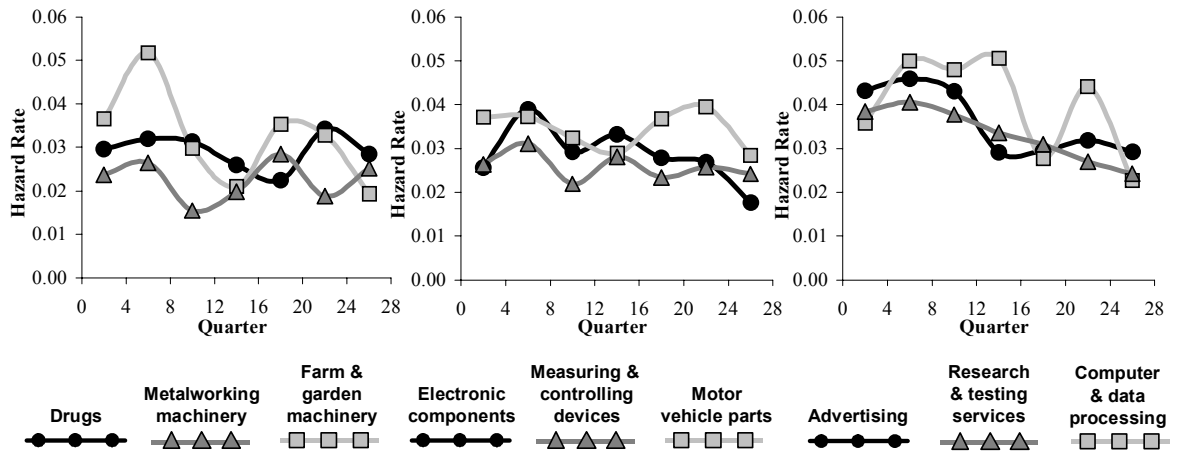 0.06
0.05
0.04
0.03
0.02
0.01
0.00
Hazard Rate
0 4 8 12 16 20 24 28
Quarter
0.06
0.05
0.04
0.03
0.02
0.01
0.00
Hazard Rate
0 4 8 12 16 20 24 28
Quarter
0.06
0.05
0.04
0.03
0.02
0.01
0.00
Hazard Rate
0 4 8 12 16 20 24 28
Quarter
Drugs
Metalworking
machinery
Farm &
garden
machinery
Electronic
components
Measuring &
controlling
devices
Motor
vehicle parts
Advertising
Research
& testing
services
Computer
& data
processing